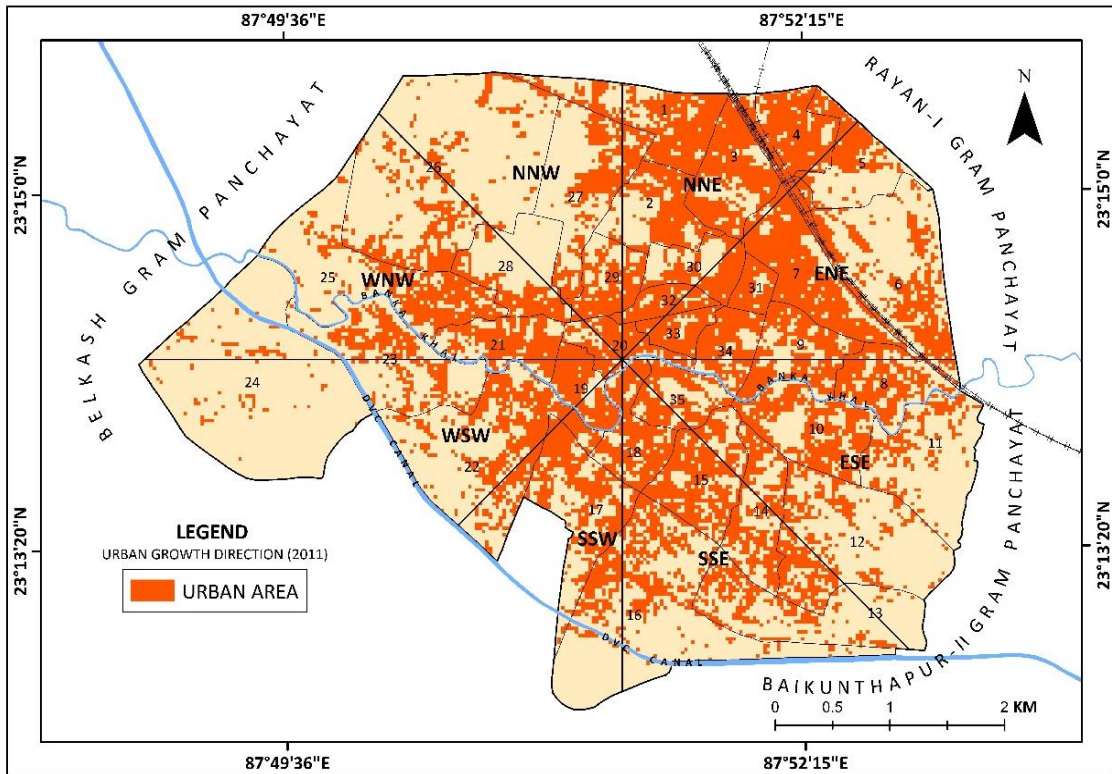 87°49'36"E
87°52'15"E
23°15'0"N
23°15'0"N
23°13'20"N
23°13'20"N
87°49'36"E
87°52'15"E
BELKASH GRAM PANCHAYAT
RAYAN-I GRAM PANCHAYAT
BAIKUNTHAPUR-II GRAM PANCHAYAT
N
NNW
NNE
WNW
ENE
WSW
ESE
SSW
SSE
1
2
3
4
5
6
7
8
9
10
11
12
13
14
15
16
17
18
19
20
21
22
23
24
25
26
27
28
29
30
31
32
33
34
35
BANKA KHAL
BANKA KHAL
DVC CANAL
DVC CANAL
LEGEND
URBAN GROWTH DIRECTION (2011)
URBAN AREA
0 0.5 1 2 KM